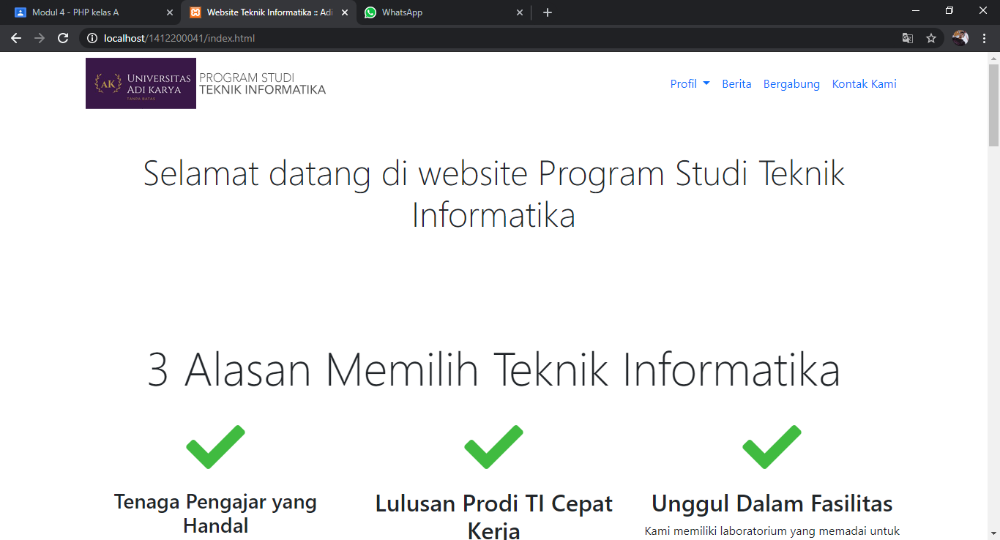 Modul 4 - PHP kelas A
Website Teknik Informatika :: Adi
WhatsApp
localhost/1412200041/index.html
AK
UNIVERSITAS
ADI KARYA
TANPA BATAS
PROGRAM STUDI
TEKNIK INFORMATIKA
Profil
Berita
Bergabung
Kontak Kami
Selamat datang di website Program Studi Teknik
Informatika
3 Alasan Memilih Teknik Informatika
Tenaga Pengajar yang
Handal
Lulusan Prodi TI Cepat
Kerja
Unggul Dalam Fasilitas
Kami memiliki laboratorium yang memadai untuk